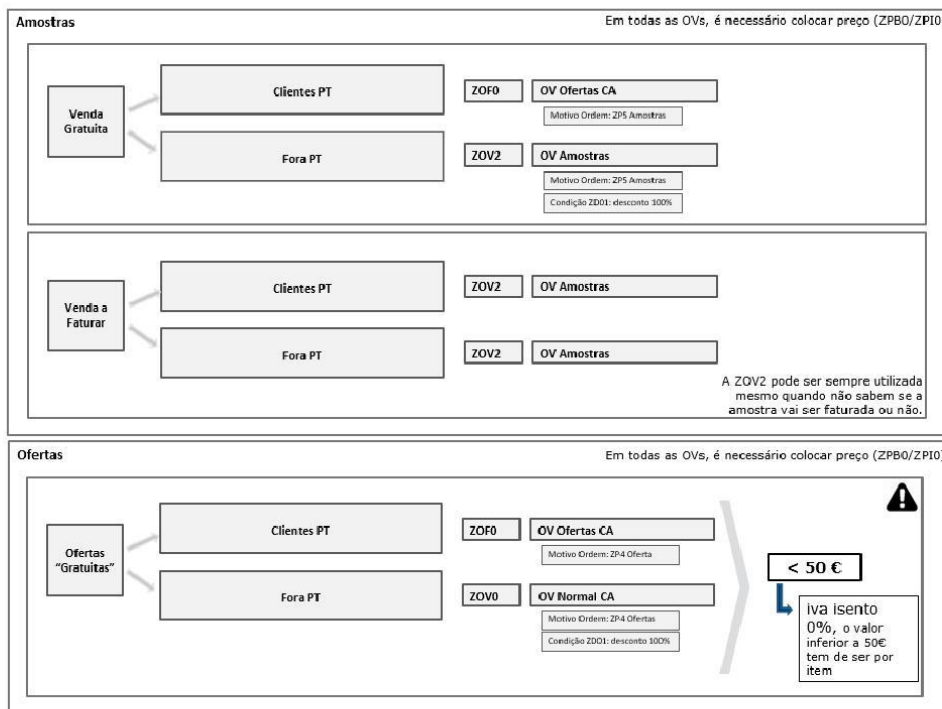 Amostras
Em todas as OVs, é necessário colocar preço (ZPB0/ZPI0)
Venda
Gratuita
Clientes PT
ZOF0
OV Ofertas CA
Motivo Ordem: ZP5 Amostras
Fora PT
ZOV2
OV Amostras
Motivo Ordem: ZP5 Amostras
Condição ZD01: desconto 100%
Venda a
Faturar
Clientes PT
ZOV2
OV Amostras
Fora PT
ZOV2
OV Amostras
A ZOV2 pode ser sempre utilizada
mesmo quando não sabem se a
amostra vai ser faturada ou não.
Ofertas
Em todas as OVs, é necessário colocar preço (ZPB0/ZPI0)
Ofertas
"Gratuitas"
Clientes PT
ZOF0
OV Ofertas CA
Motivo Ordem: ZP4 Oferta
Fora PT
ZOV0
OV Normal CA
Motivo Ordem: ZP4 Ofertas
Condição ZD01: desconto 100%
< 50 €
iva isento
0%, o valor
inferior a 50€
tem de ser por
item